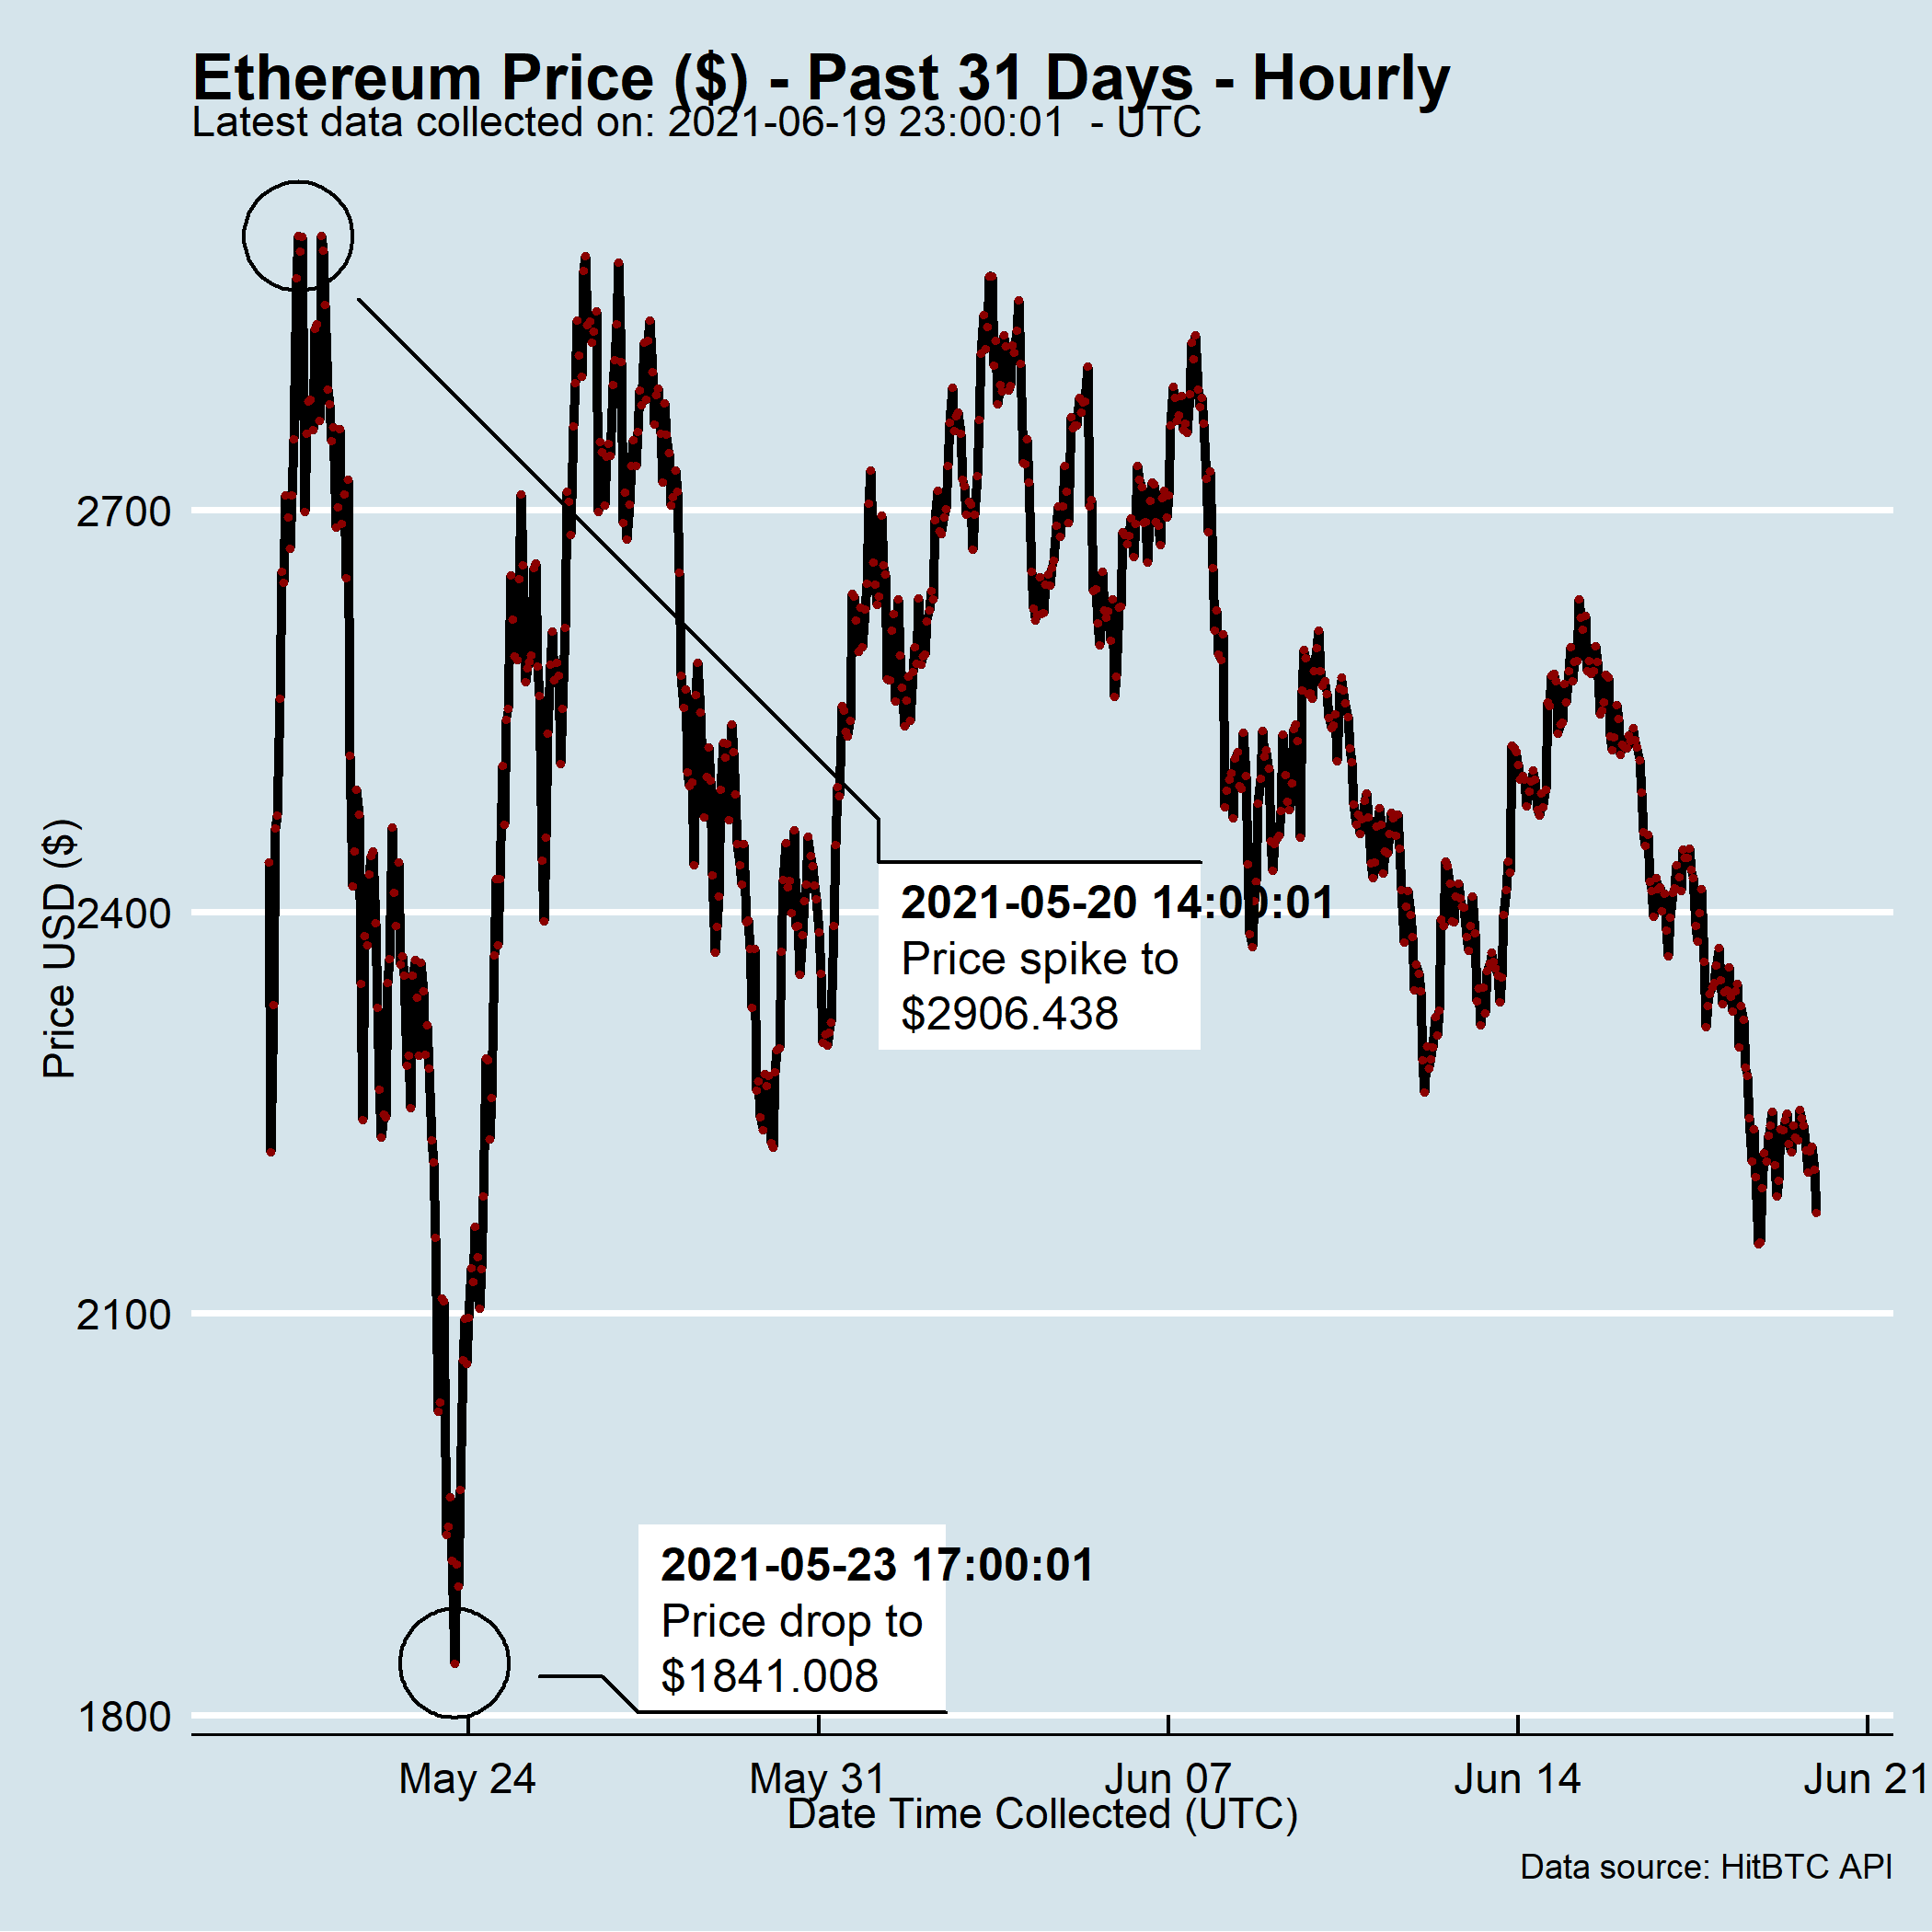 Ethereum Price ($) - Past 31 Days - Hourly
Latest data collected on: 2021-06-19 23:00:01  - UTC
Price USD ($)
2700
2400
2100
1800
2021-05-20 14:00:01
Price spike to
$2906.438
2021-05-23 17:00:01
Price drop to
$1841.008
May 24
May 31
Jun 07
Jun 14
Jun 21
Date Time Collected (UTC)
Data source: HitBTC API